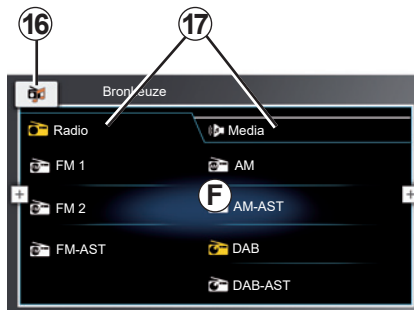 16 17
Bronkeuze
Radio Media
FM 1 AM
FM 2 F AM-AST
FM-AST DAB
DAB-AST